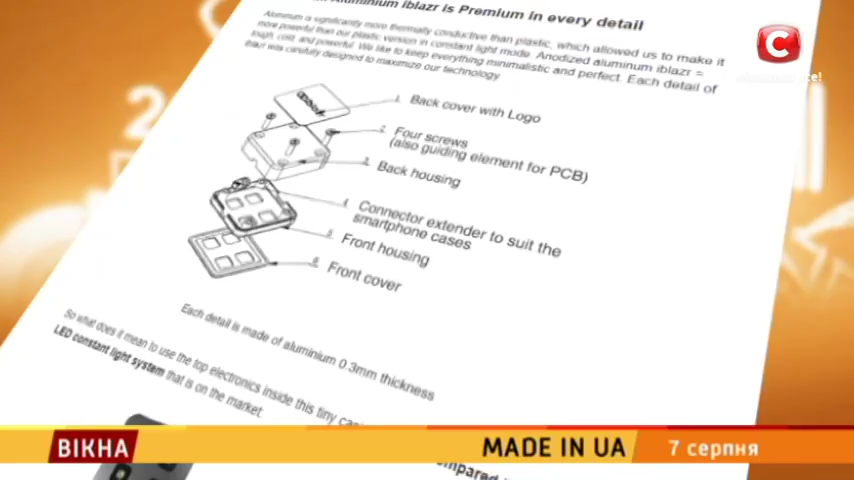 Aluminium iblazr is Premium in every detail
Aluminum is significantly more thermally conductive than plastic, which allowed us to make it
more powerful than our plastic version in constant light mode. Anodized aluminum iblazr =
tough, cold, and powerful. We like to keep everything minimalistic and perfect. Each detail of
iblazr was carefully designed to maximize our technology.
1 Back cover with Logo
2 Four screws
(also guiding element for PCB)
3 Back housing
4 Connector extender to suit the
smartphone cases
5 Front housing
6 Front cover
Each detail is made of aluminium 0.3mm thickness
So what does it mean to use the top electronics inside this tiny
LED constant light system that is on the market.
ВІКНА
MADE IN UA
7 серпня